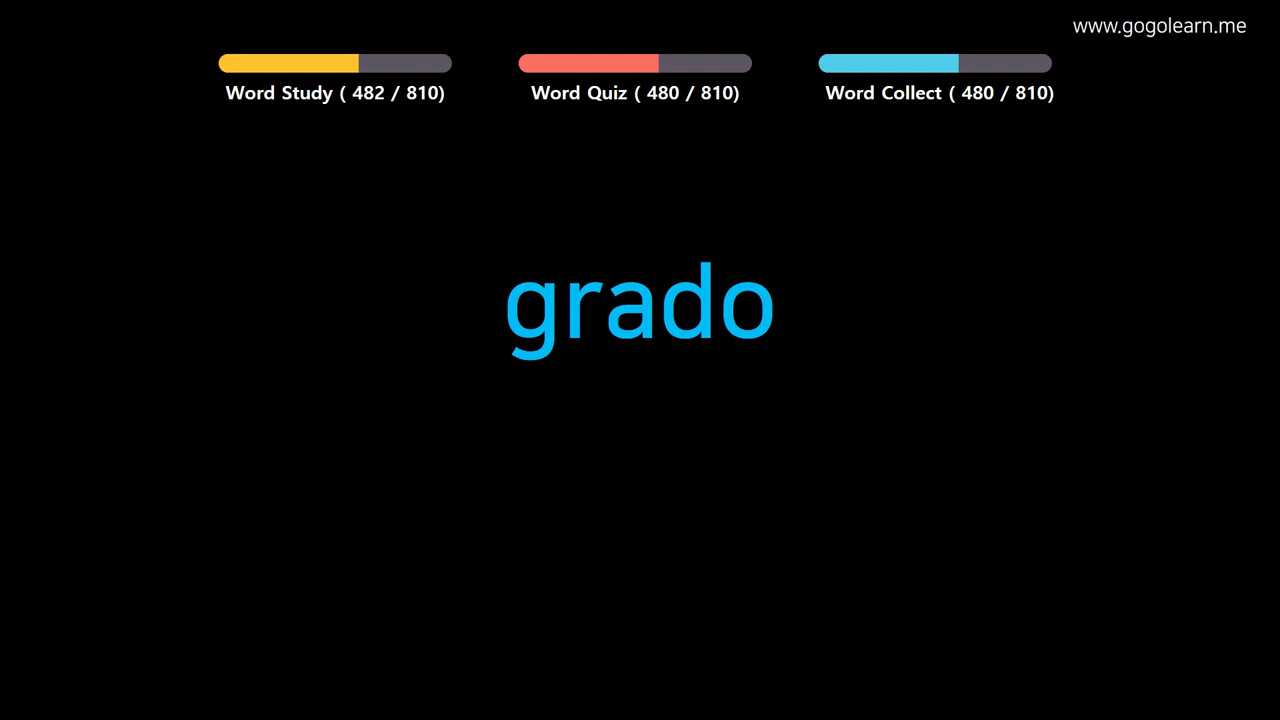 www.gogolearn.me
Word Study ( 482 / 810)
Word Quiz ( 480 / 810)
Word Collect ( 480 / 810)
grado